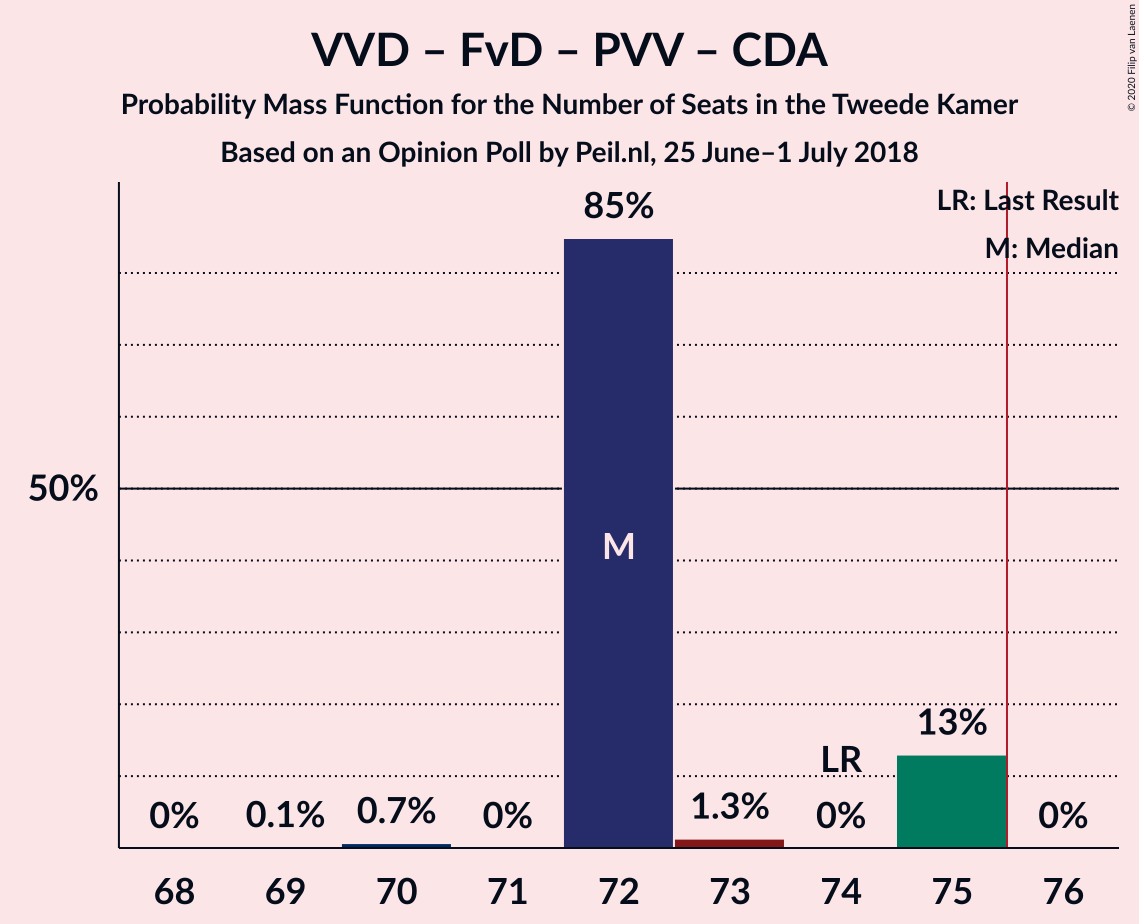 VVD – FvD – PVV – CDA
Probability Mass Function for the Number of Seats in the Tweede Kamer
Based on an Opinion Poll by Peil.nl, 25 June–1 July 2018
© 2020 Filip van Laenen
LR: Last Result
M: Median
85%
50%
M
13%
LR
0% 0.1% 0.7% 0% 1.3% 0% 0%
68 69 70 71 72 73 74 75 76